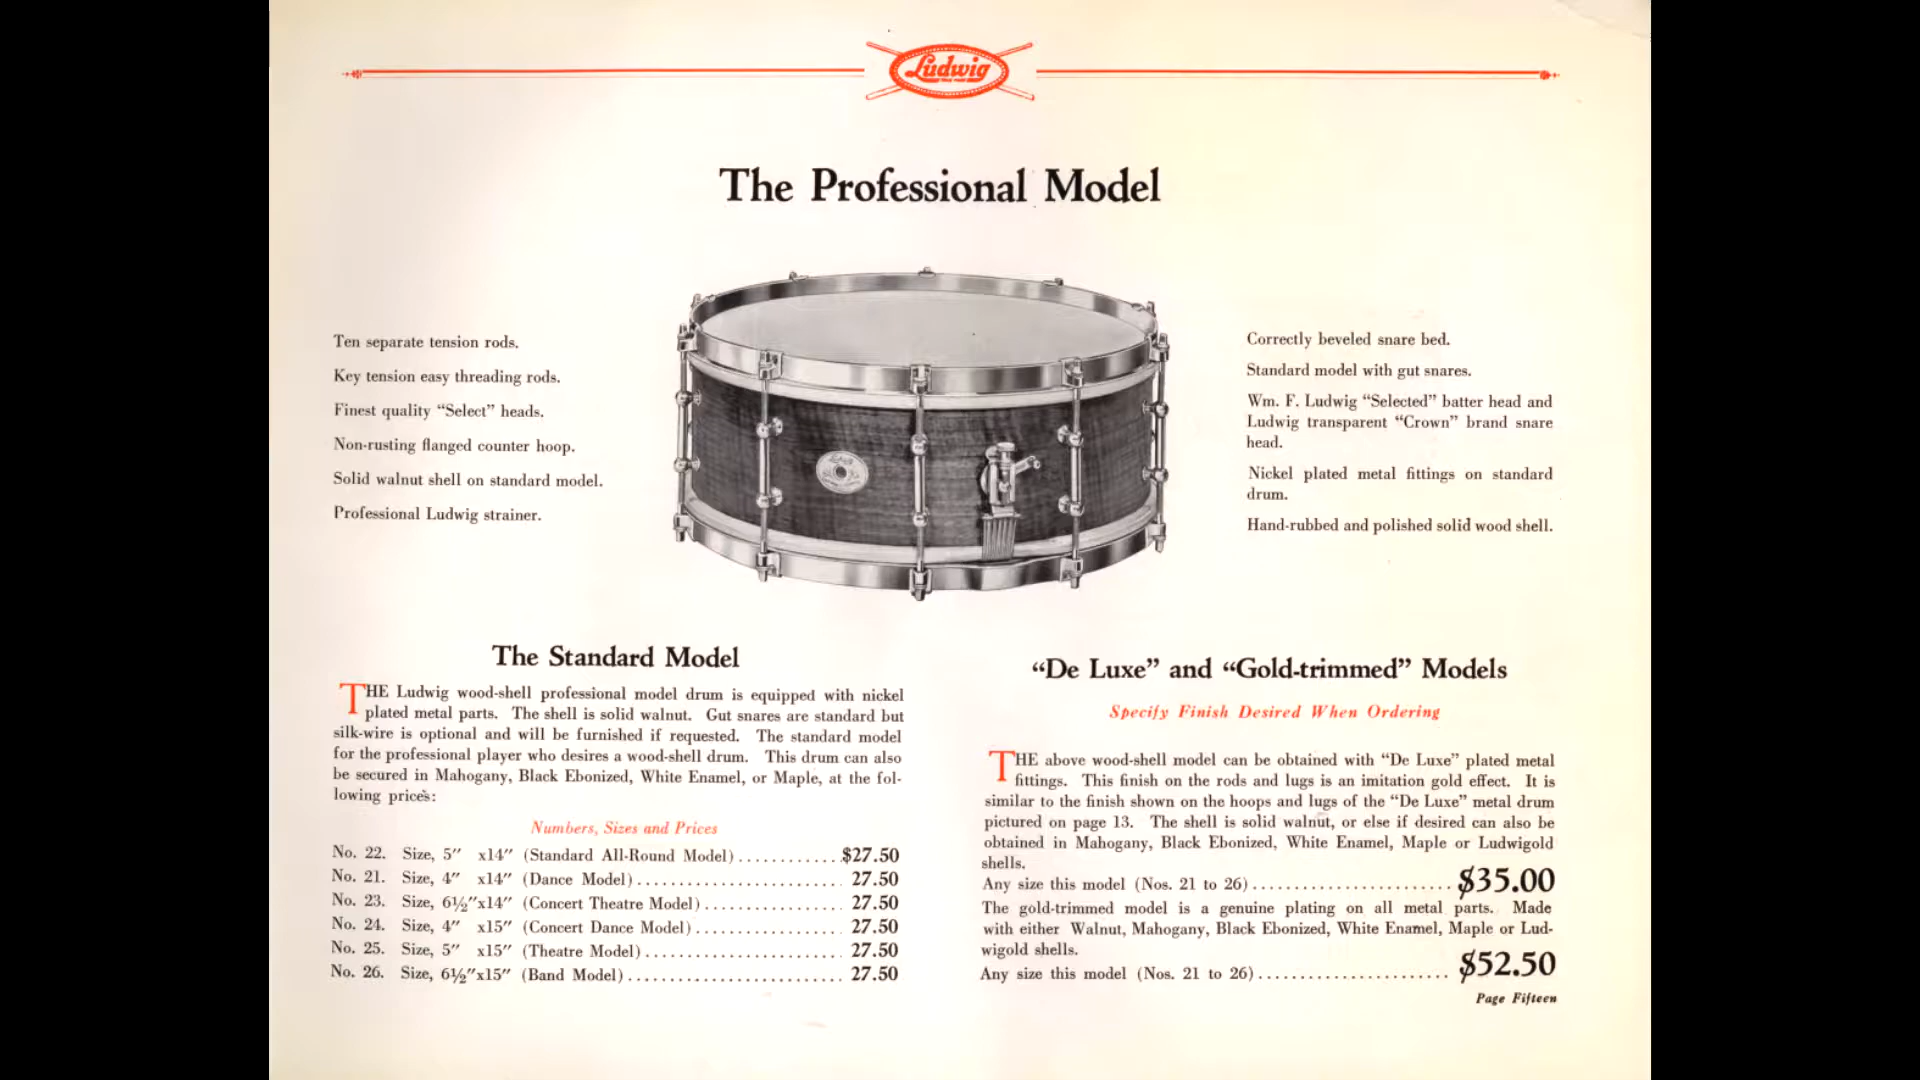 Ludwig
The Professional Model
Ten separate tension rods.
Key tension easy threading rods.
Finest quality “Select” heads.
Non-rusting flanged counter hoop.
Solid walnut shell on standard model.
Professional Ludwig strainer.
Correctly beveled snare bed.
Standard model with gut snares.
Wm. F. Ludwig “Selected” batter head and
Ludwig transparent “Crown” brand snare
head.
Nickel plated metal fittings on standard
drum.
Hand-rubbed and polished solid wood shell.
The Standard Model
THE Ludwig wood-shell professional model drum is equipped with nickel
plated metal parts. The shell is solid walnut. Gut snares are standard but
silk-wire is optional and will be furnished if requested. The standard model
for the professional player who desires a wood-shell drum. This drum can also
be secured in Mahogany, Black Ebonized, White Enamel, or Maple, at the fol-
lowing prices:
Numbers, Sizes and Prices
No. 22. Size, 5″ x14″ (Standard All-Round Model) ............. $27.50
No. 21. Size, 4″ x14″ (Dance Model) ......................... 27.50
No. 23. Size, 6½″x14″ (Concert Theatre Model) ................. 27.50
No. 24. Size, 4″ x15″ (Concert Dance Model) .................. 27.50
No. 25. Size, 5″ x15″ (Theatre Model) ........................ 27.50
No. 26. Size, 6½″x15″ (Band Model) .......................... 27.50
“De Luxe” and “Gold-trimmed” Models
Specify Finish Desired When Ordering
THE above wood-shell model can be obtained with “De Luxe” plated metal
fittings. This finish on the rods and lugs is an imitation gold effect. It is
similar to the finish shown on the hoops and lugs of the “De Luxe” metal drum
pictured on page 13. The shell is solid walnut, or else if desired can also be
obtained in Mahogany, Black Ebonized, White Enamel, Maple or Ludwigold
shells.
Any size this model (Nos. 21 to 26) ........................ $35.00
The gold-trimmed model is a genuine plating on all metal parts. Made
with either Walnut, Mahogany, Black Ebonized, White Enamel, Maple or Lud-
wigold shells.
Any size this model (Nos. 21 to 26) ....................... $52.50
Page Fifteen